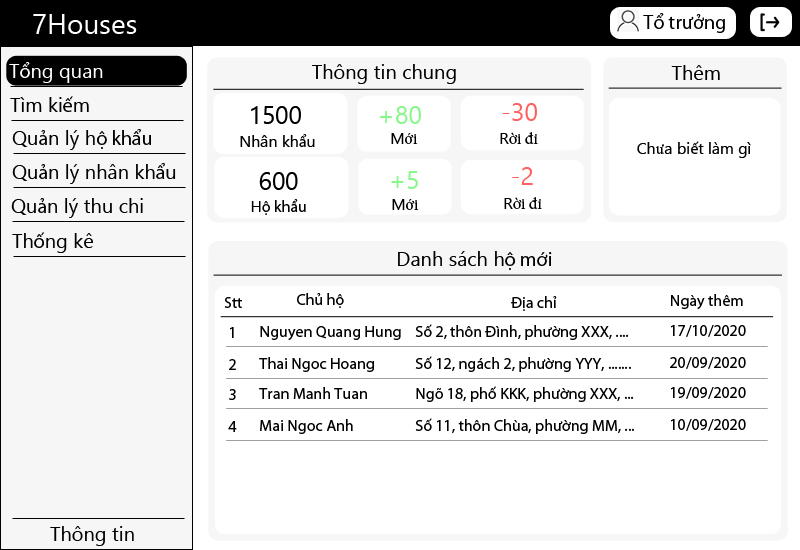 7Houses
Tổ trưởng
Tổng quan
Tìm kiếm
Quản lý hộ khẩu
Quản lý nhân khẩu
Quản lý thu chi
Thống kê
Thông tin
Thông tin chung
1500 +80 -30
Nhân khẩu Mới Rời đi
600 +5 -2
Hộ khẩu Mới Rời đi
Thêm
Chưa biết làm gì
Danh sách hộ mới
Stt Chủ hộ Địa chỉ Ngày thêm
1 Nguyen Quang Hung Số 2, thôn Đình, phường XXX, .... 17/10/2020
2 Thai Ngoc Hoang Số 12, ngách 2, phường YYY, ....... 20/09/2020
3 Tran Manh Tuan Ngõ 18, phố KKK, phường XXX, ... 19/09/2020
4 Mai Ngoc Anh Số 11, thôn Chùa, phường MM, ... 10/09/2020